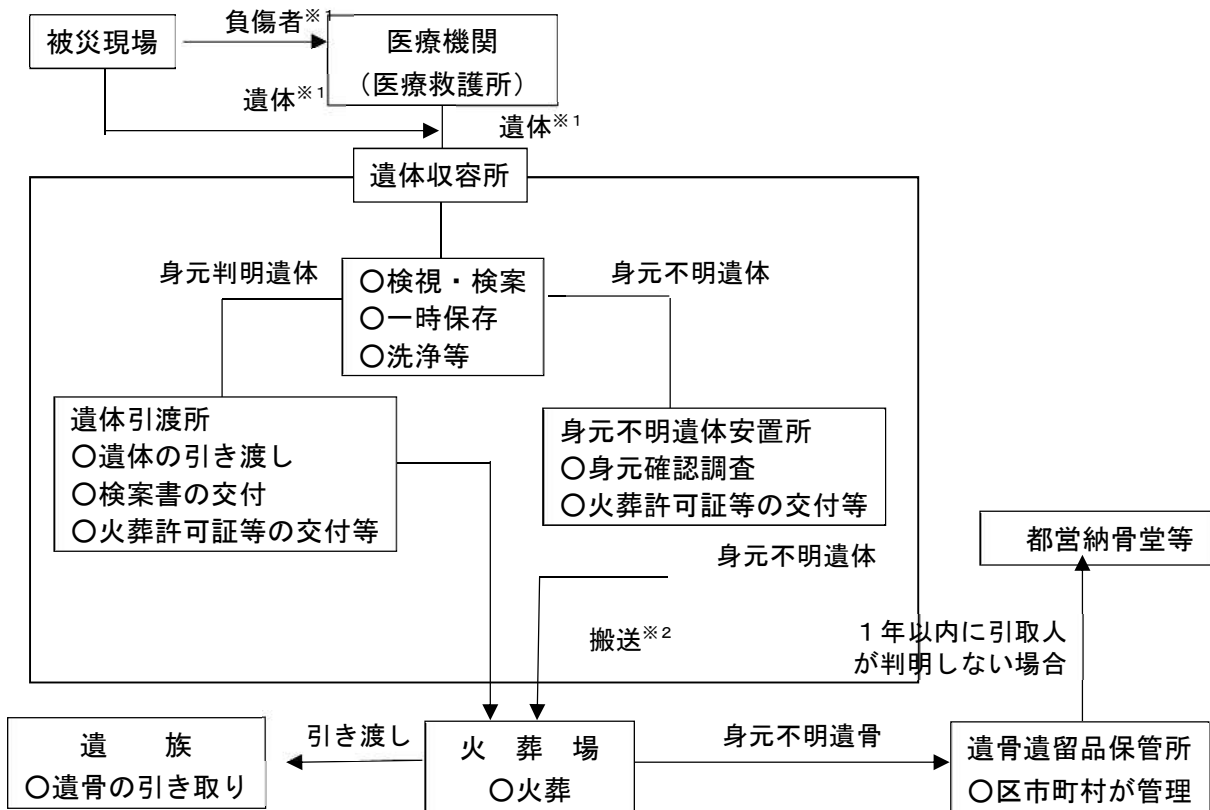 負傷者※1
被災現場
医療機関
（医療救護所）
遺体※1
遺体※1
遺体収容所
身元判明遺体
○検視・検案
○一時保存
○洗浄等
身元不明遺体
遺体引渡所
○遺体の引き渡し
○検案書の交付
○火葬許可証等の交付等
身元不明遺体安置所
○身元確認調査
○火葬許可証等の交付等
身元不明遺体
都営納骨堂等
搬送※2
１年以内に引取人
が判明しない場合
遺　　族
○遺骨の引き取り
引き渡し
火　葬　場
○火葬
身元不明遺骨
遺骨遺留品保管所
○区市町村が管理